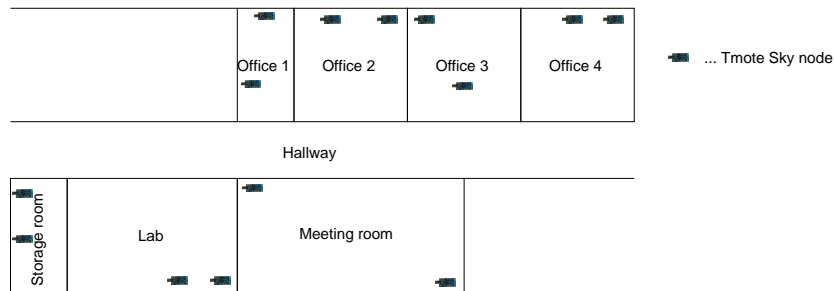 Office 1
Office 2
Office 3
Office 4
... Tmote Sky node
Hallway
Storage room
Lab
Meeting room